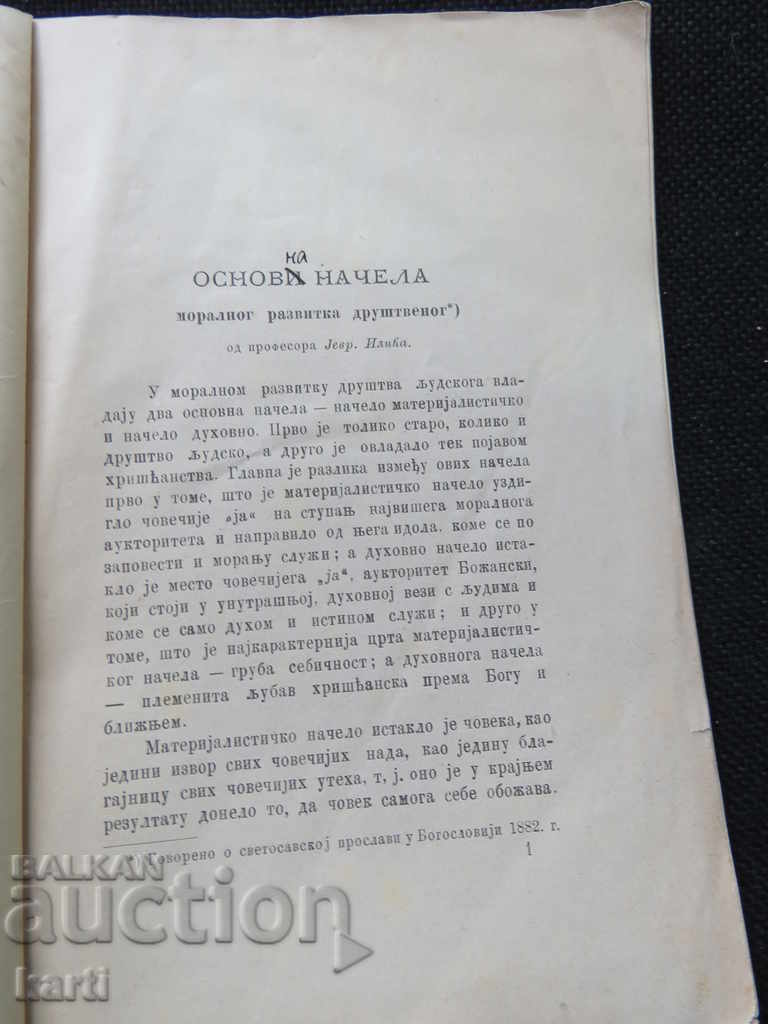 на
ОСНОВИ НАЧЕЛА
моралног развитка друштвеног*)
од професора Јевр. Илића.
У моралном развитку друштва људскога вла-
дају два основна начела — начело материјалистичко
и начело духовно. Прво је толико старо, колико и
друштво људско, а друго је овладало тек појавом
хришћанства. Главна је разлика између ових начела
прво у томе, што је материјалистичко начело узди-
гло човечије „ја“ на ступањ највишега моралнога
аукторитета и направило од њега идола, коме се по
заповести и морању служи; а духовно начело иста-
кло је место човечијега „ја“, аукторитет Божански,
који стоји у унутрашњој, духовној вези с људима и
коме се само духом и истином служи; и друго у
томе, што је најкарактернија црта материјалистич-
ког начела — груба себичност; а духовнога начела
— племенита љубав хришћанска према Богу и
ближњем.
Материјалистичко начело истакло је човека, као
једини извор свих човечијих нада, као једину бла-
гајницу свих човечијих утеха, т, ј. оно је у крајњем
резултату донело то, да човек самога себе обожава.
*) Говорено о светосавској прослави у Богословији 1882. г.
1
BALKAN
auction
karti